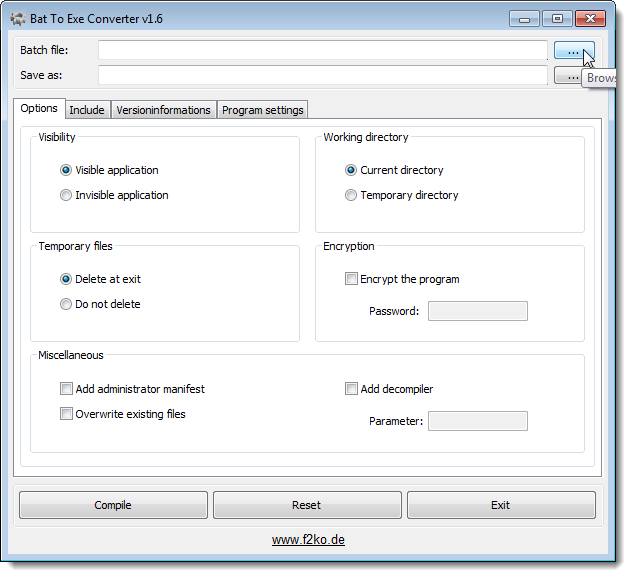 Bat To Exe Converter v1.6
Batch file:
...
Save as:
...
Options Include Versioninformations Program settings
Visibility
Visible application
Invisible application
Working directory
Current directory
Temporary directory
Temporary files
Delete at exit
Do not delete
Encryption
Encrypt the program
Password:
Miscellaneous
Add administrator manifest
Overwrite existing files
Add decompiler
Parameter:
Compile Reset Exit
www.f2ko.de